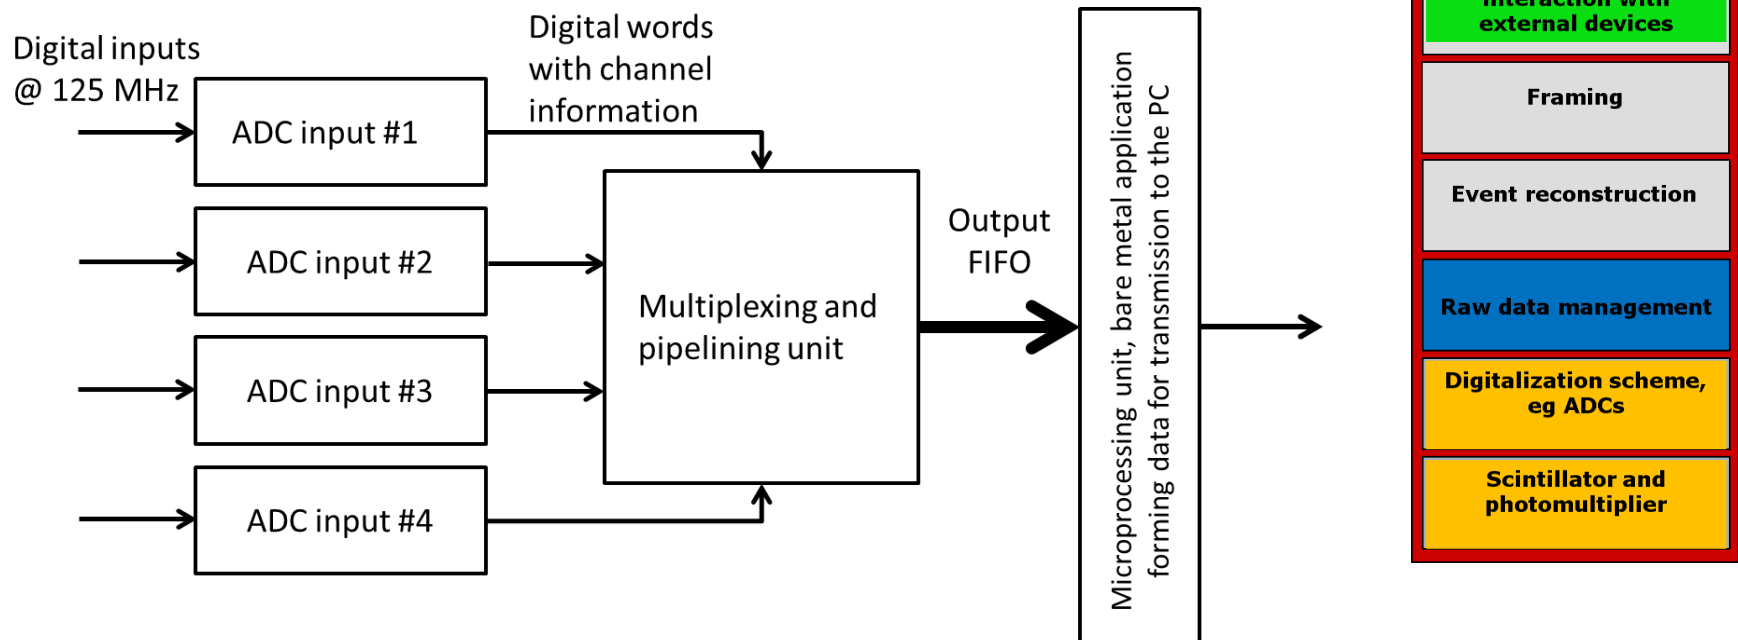 Digital inputs
@ 125 MHz
Digital words
with channel
information
ADC input #1
ADC input #2
ADC input #3
ADC input #4
Multiplexing and
pipelining unit
Output
FIFO
Microprocessing unit, bare metal application
forming data for transmission to the PC
interaction with
external devices
Framing
Event reconstruction
Raw data management
Digitalization scheme,
eg ADCs
Scintillator and
photomultiplier